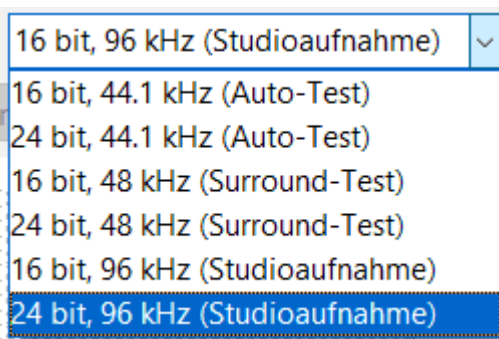 16 bit, 96 kHz (Studioaufnahme)
16 bit, 44.1 kHz (Auto-Test)
24 bit, 44.1 kHz (Auto-Test)
16 bit, 48 kHz (Surround-Test)
24 bit, 48 kHz (Surround-Test)
16 bit, 96 kHz (Studioaufnahme)
24 bit, 96 kHz (Studioaufnahme)